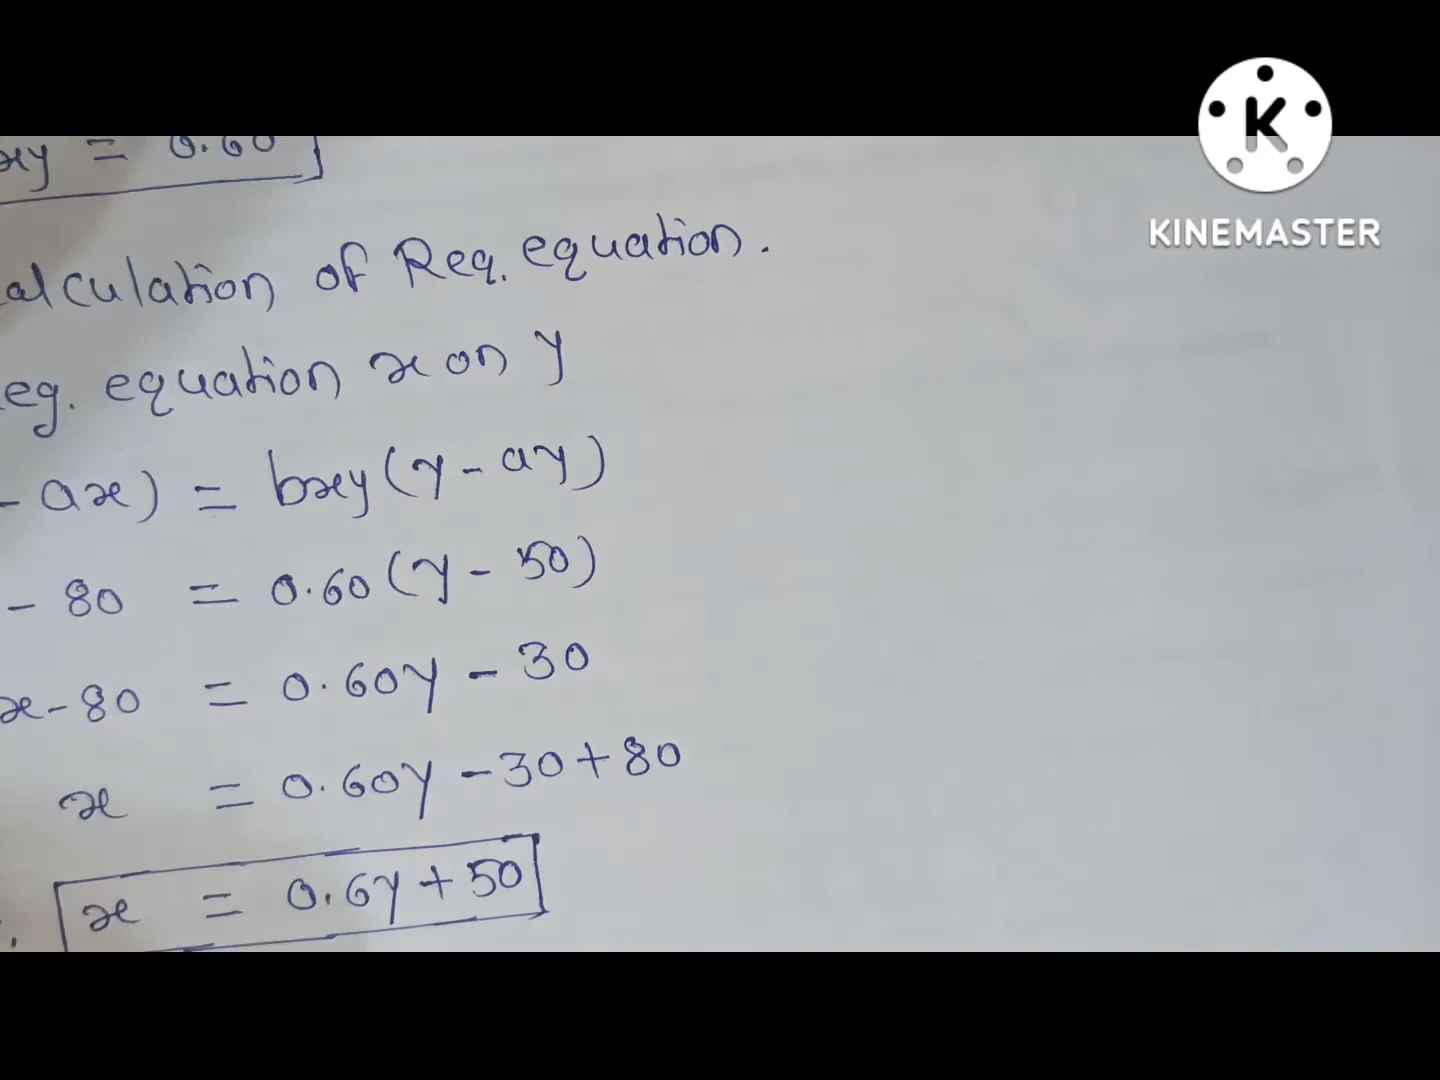 xy = 0.60
alculation of Req. equation.
eg. equation x on y
- ax) = bxy (y - ay)
- 80 = 0.60 (y - 50)
x - 80 = 0.60y - 30
x = 0.60y - 30 + 80
x = 0.6y + 50
K
KINEMASTER